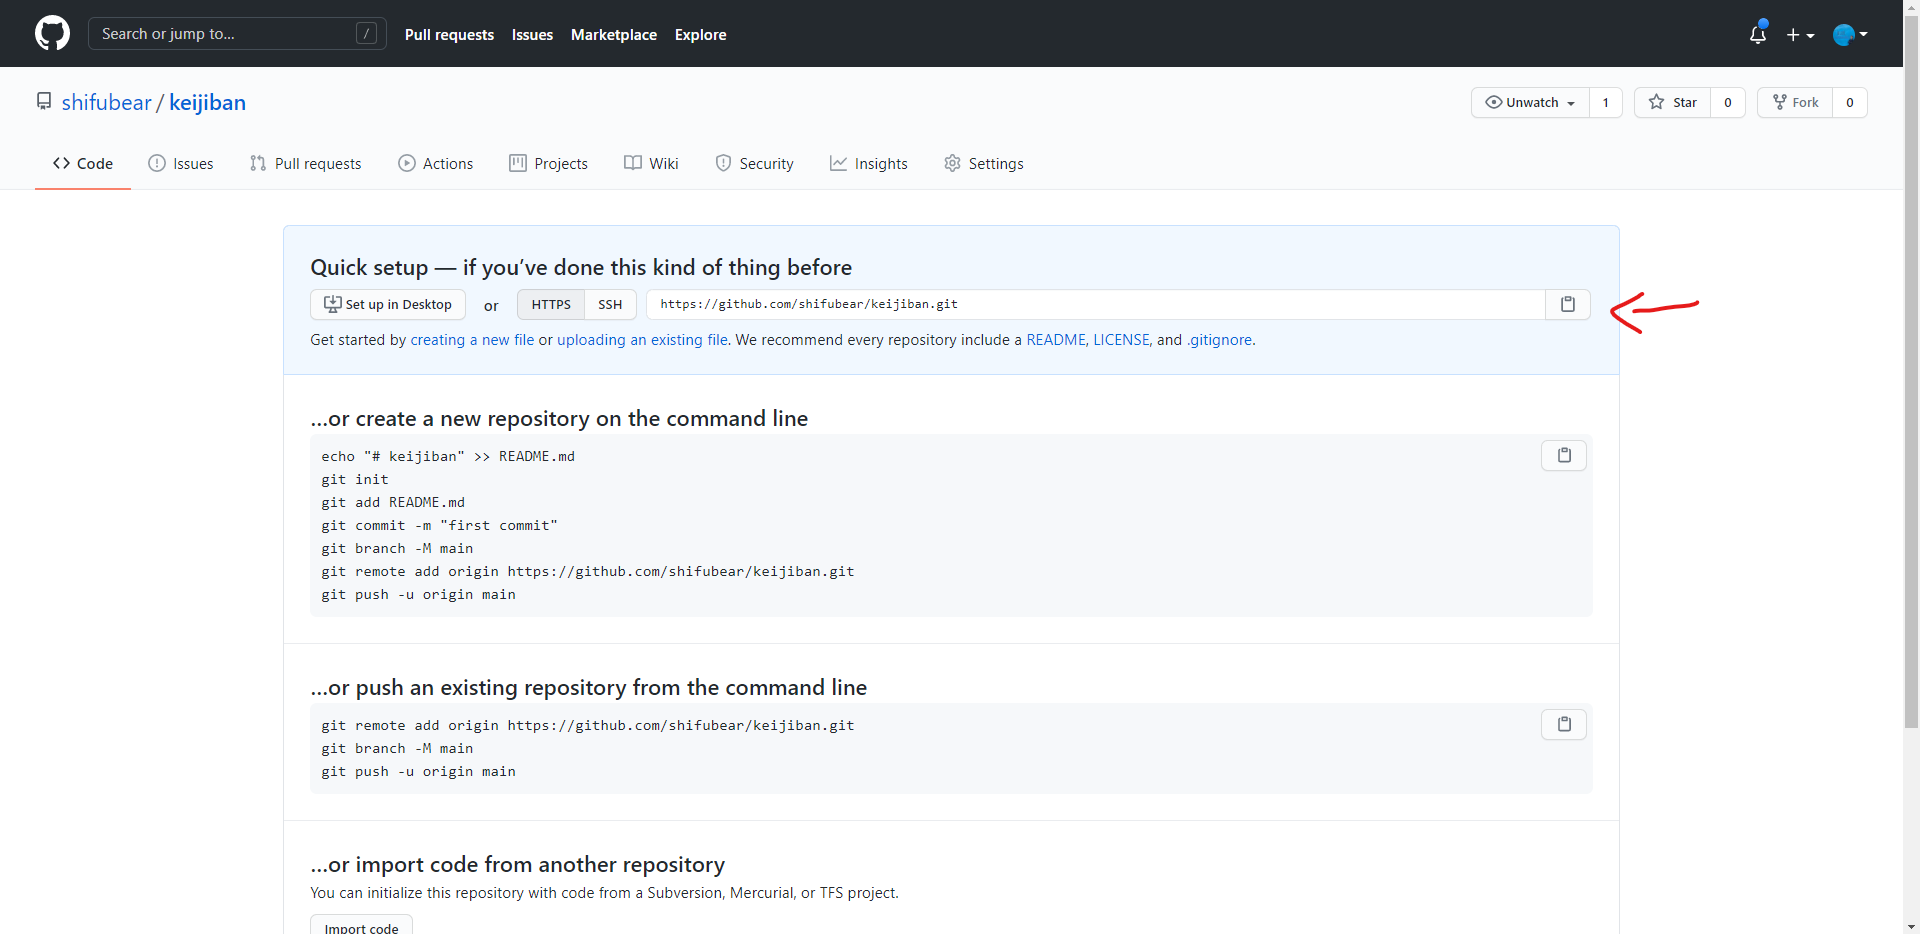 Search or jump to... /
Pull requests Issues Marketplace Explore
shifubear / keijiban
Unwatch 1 Star 0 Fork 0
Code Issues Pull requests Actions Projects Wiki Security Insights Settings
Quick setup — if you’ve done this kind of thing before
Set up in Desktop or HTTPS SSH https://github.com/shifubear/keijiban.git
Get started by creating a new file or uploading an existing file. We recommend every repository include a README, LICENSE, and .gitignore.
…or create a new repository on the command line
echo "# keijiban" >> README.md
git init
git add README.md
git commit -m "first commit"
git branch -M main
git remote add origin https://github.com/shifubear/keijiban.git
git push -u origin main
…or push an existing repository from the command line
git remote add origin https://github.com/shifubear/keijiban.git
git branch -M main
git push -u origin main
…or import code from another repository
You can initialize this repository with code from a Subversion, Mercurial, or TFS project.
Import code